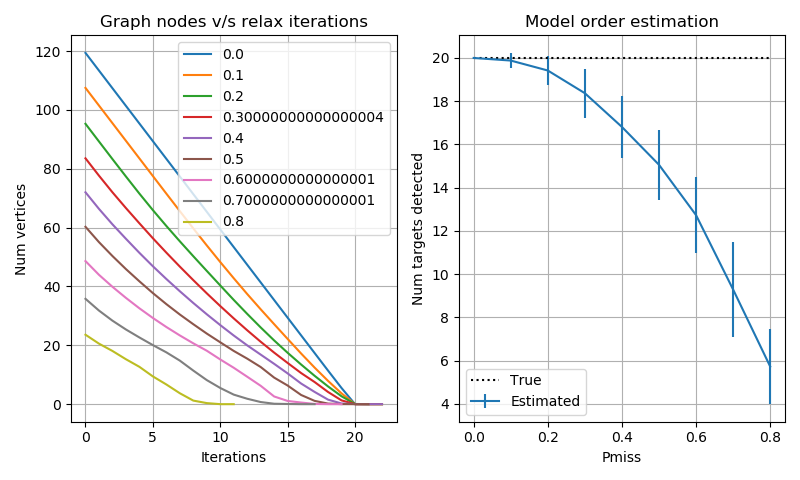 Graph nodes v/s relax iterations
120
100
80
60
40
20
0
Num vertices
0.0
0.1
0.2
0.30000000000000004
0.4
0.5
0.6000000000000001
0.7000000000000001
0.8
0 5 10 15 20
Iterations
Model order estimation
20
18
16
14
12
10
8
6
4
Num targets detected
True
Estimated
0.0 0.2 0.4 0.6 0.8
Pmiss